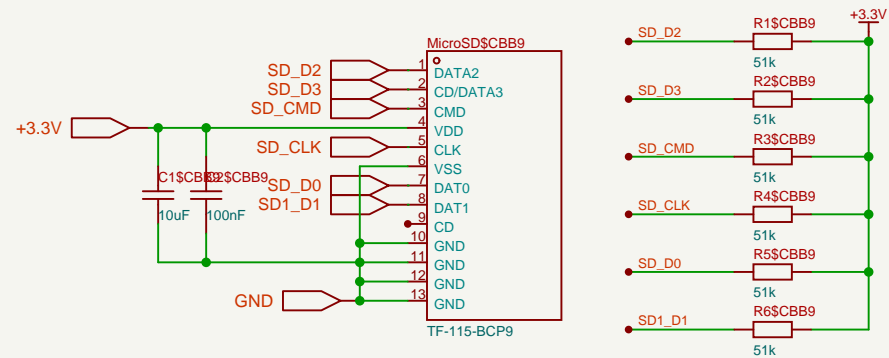 MicroSD$CBB9
SD_D2 1 DATA2
SD_D3 2 CD/DATA3
SD_CMD 3 CMD
+3.3V 4 VDD
SD_CLK 5 CLK
6 VSS
SD_D0 7 DAT0
SD1_D1 8 DAT1
9 CD
10 GND
11 GND
12 GND
GND 13 GND
TF-115-BCP9
C1$CBB9
10uF
C2$CBB9
100nF
+3.3V
SD_D2 R1$CBB9
51k
SD_D3 R2$CBB9
51k
SD_CMD R3$CBB9
51k
SD_CLK R4$CBB9
51k
SD_D0 R5$CBB9
51k
SD1_D1 R6$CBB9
51k